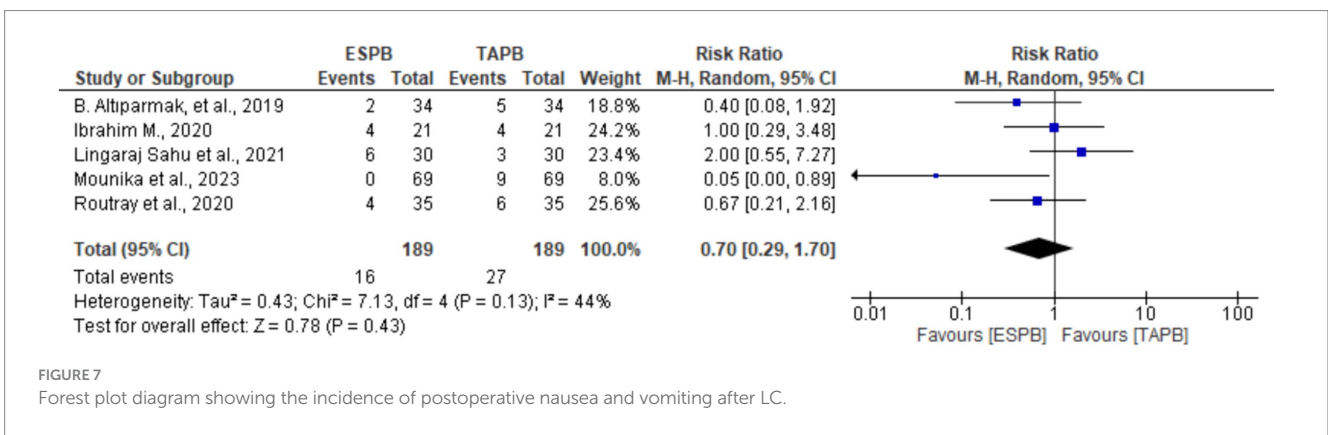 ESPB TAPB Risk Ratio Risk Ratio
Study or Subgroup Events Total Events Total Weight M-H, Random, 95% CI M-H, Random, 95% CI
B. Altıparmak, et al., 2019 2 34 5 34 18.8% 0.40 [0.08, 1.92]
Ibrahim M., 2020 4 21 4 21 24.2% 1.00 [0.29, 3.48]
Lingaraj Sahu et al., 2021 6 30 3 30 23.4% 2.00 [0.55, 7.27]
Mounika et al., 2023 0 69 9 69 8.0% 0.05 [0.00, 0.89]
Routray et al., 2020 4 35 6 35 25.6% 0.67 [0.21, 2.16]
Total (95% CI) 189 189 100.0% 0.70 [0.29, 1.70]
Total events 16 27
Heterogeneity: Tau² = 0.43; Chi² = 7.13, df = 4 (P = 0.13); I² = 44%
Test for overall effect: Z = 0.78 (P = 0.43)
0.01 0.1 1 10 100
Favours [ESPB] Favours [TAPB]
FIGURE 7
Forest plot diagram showing the incidence of postoperative nausea and vomiting after LC.